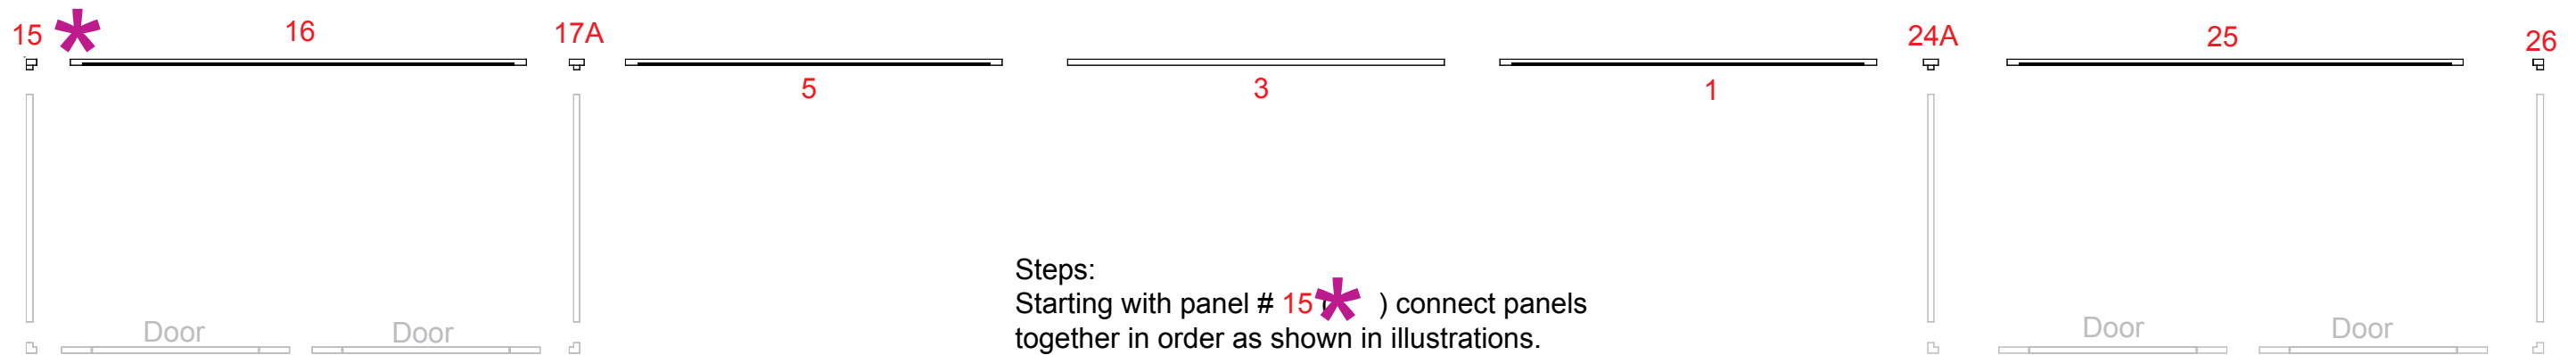 15 * 16 17A 24A 25 26
5 3 1
Steps:
Starting with panel # 15 (* ) connect panels
together in order as shown in illustrations.
Door Door Door Door